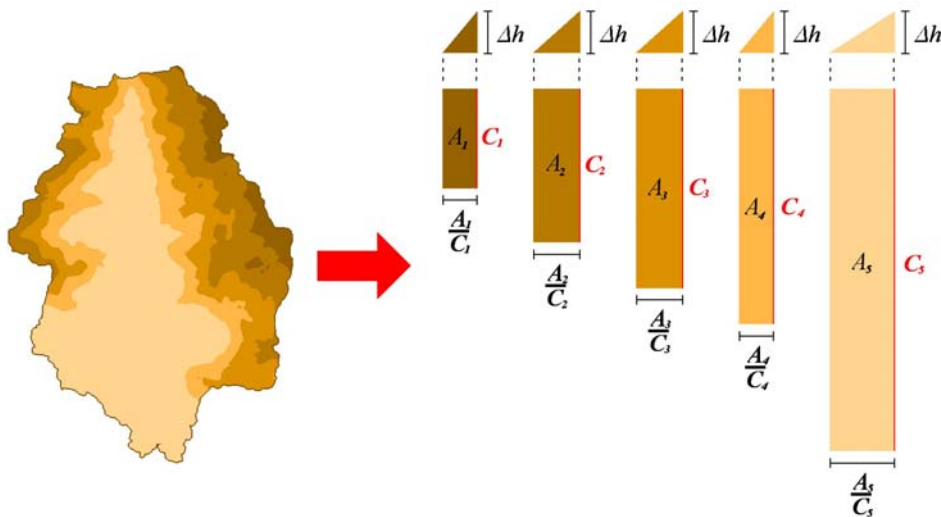 Δh Δh Δh Δh Δh
A₁ C₁ A₂ C₂ A₃ C₃ A₄ C₄ A₅ C₅
A₁
C₁
A₂
C₂
A₃
C₃
A₄
C₄
A₅
C₅